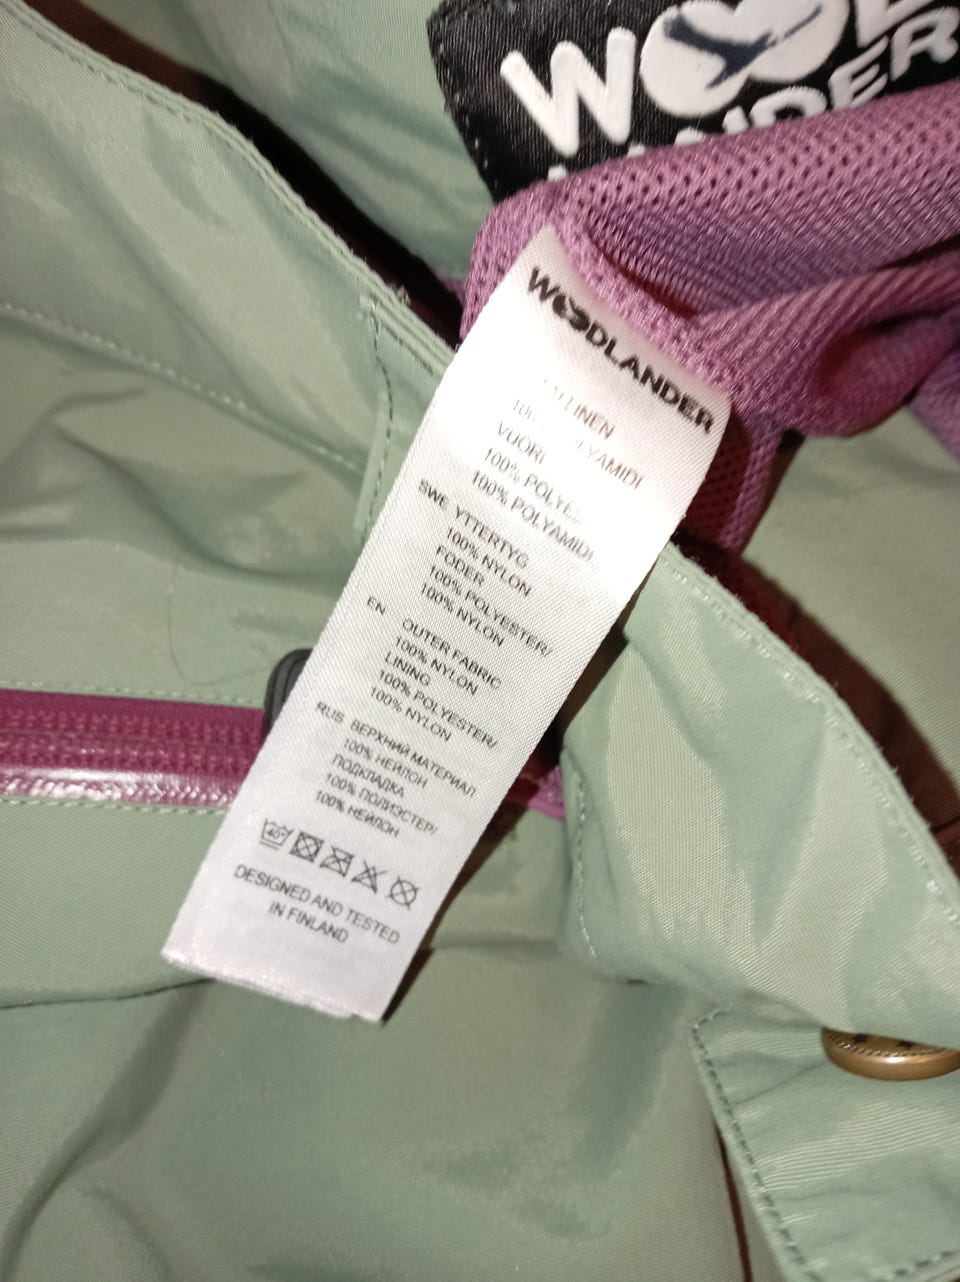 WOODLANDER
WOODLANDER
VUORI
100%
100% POLYAMIDI
SWE YTTERTYG
100% NYLON
FODER
100% POLYESTER/
100% NYLON
EN OUTER FABRIC
100% NYLON
LINING
100% POLYESTER/
100% NYLON
RUS ВЕРХНИЙ МАТЕРИАЛ
100% НЕЙЛОН
ПОДКЛАДКА
100% ПОЛИЭСТЕР/
100% НЕЙЛОН
40°
DESIGNED AND TESTED
IN FINLAND